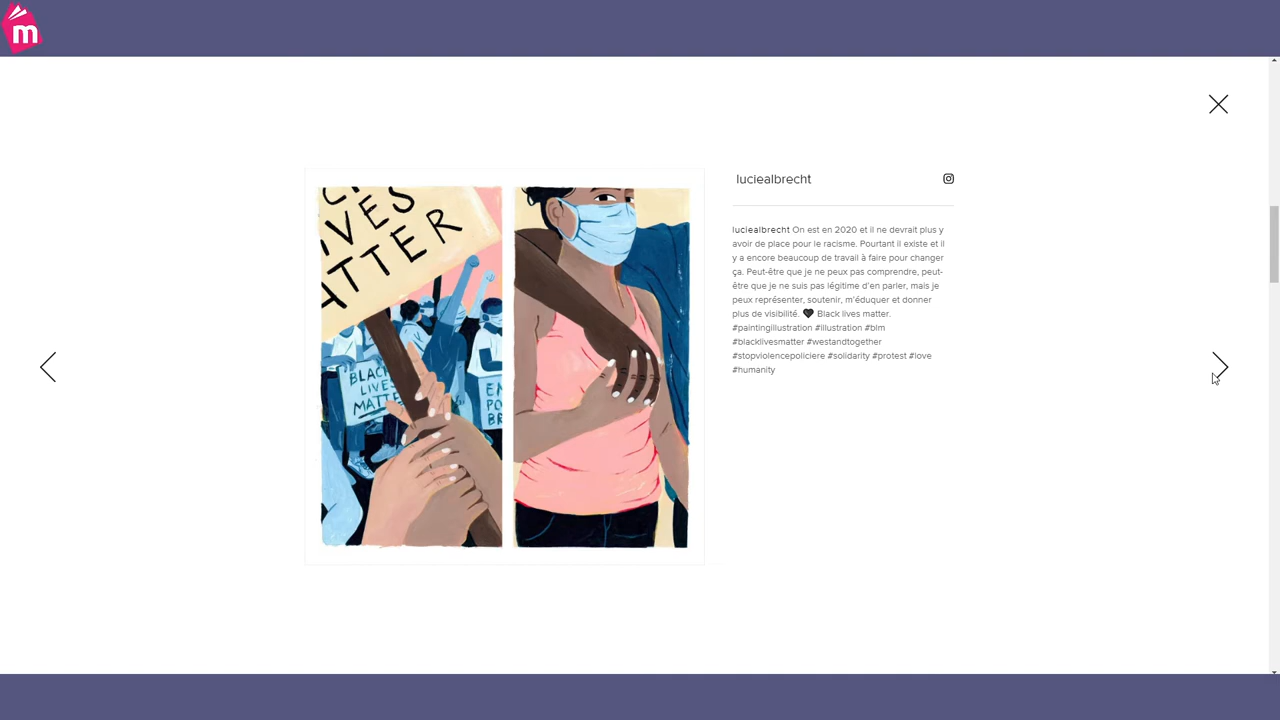 m
LIVES
MATTER
BLACK
LIVES
MATTE
EN
PO
BR
luciealbrecht
luciealbrecht On est en 2020 et il ne devrait plus y
avoir de place pour le racisme. Pourtant il existe et il
y a encore beaucoup de travail à faire pour changer
ça. Peut-être que je ne peux pas comprendre, peut-
être que je ne suis pas légitime d'en parler, mais je
peux représenter, soutenir, m'éduquer et donner
plus de visibilité. 🖤 Black lives matter.
#paintingillustration #illustration #blm
#blacklivesmatter #westandtogether
#stopviolencepoliciere #solidarity #protest #love
#humanity